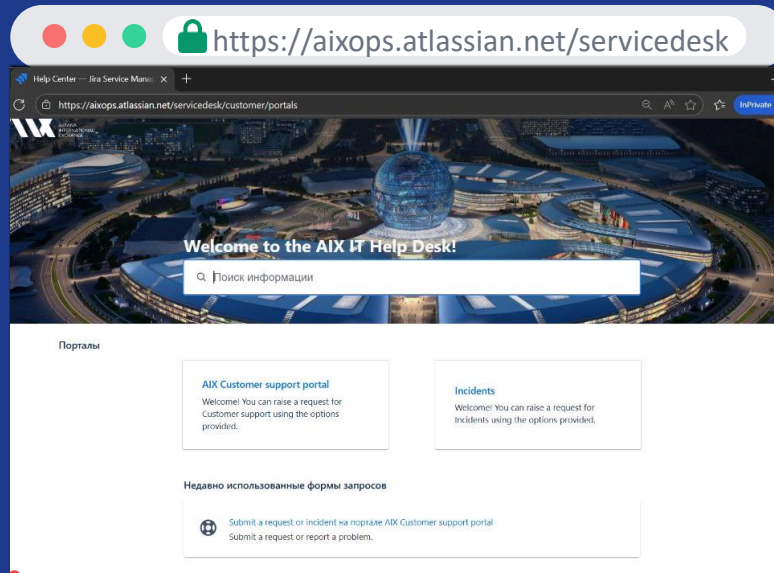 https://aixops.atlassian.net/servicedesk
Help Center — Jira Service Manag
https://aixops.atlassian.net/servicedesk/customer/portals
InPrivate
ASTANA
INTERNATIONAL
EXCHANGE
Welcome to the AIX IT Help Desk!
Поиск информации
Порталы
AIX Customer support portal
Welcome! You can raise a request for
Customer support using the options
provided.
Incidents
Welcome! You can raise a request for
Incidents using the options provided.
Недавно использованные формы запросов
Submit a request or incident на портале AIX Customer support portal
Submit a request or report a problem.